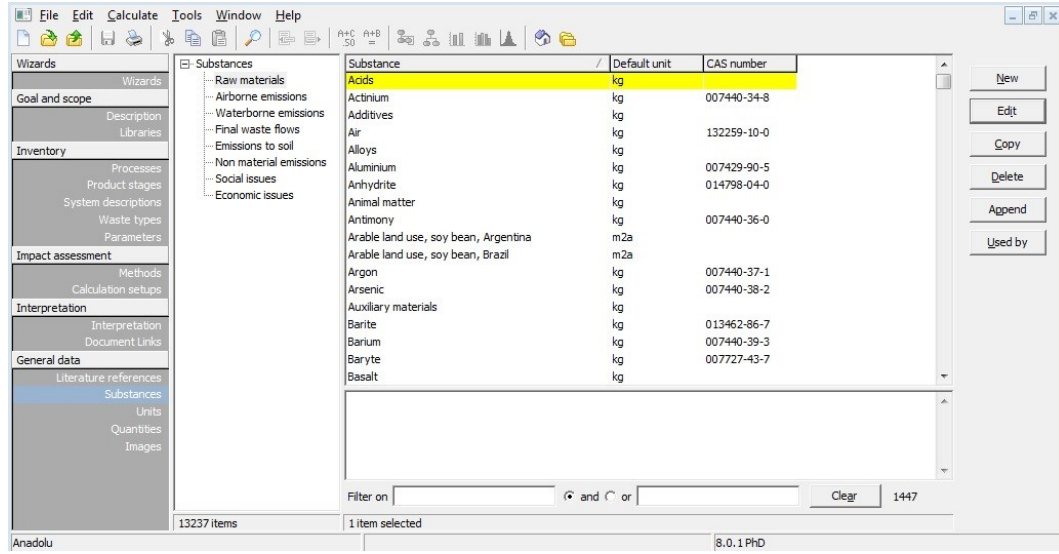 File Edit Calculate Tools Window Help
A+C .50 A+B =
Wizards
Wizards
Goal and scope
Description
Libraries
Inventory
Processes
Product stages
System descriptions
Waste types
Parameters
Impact assessment
Methods
Calculation setups
Interpretation
Interpretation
Document Links
General data
Literature references
Substances
Units
Quantities
Images
Substances
Raw materials
Airborne emissions
Waterborne emissions
Final waste flows
Emissions to soil
Non material emissions
Social issues
Economic issues
13237 items
Substance / Default unit CAS number
Acids kg
Actinium kg 007440-34-8
Additives kg
Air kg 132259-10-0
Alloys kg
Aluminium kg 007429-90-5
Anhydrite kg 014798-04-0
Animal matter kg
Antimony kg 007440-36-0
Arable land use, soy bean, Argentina m2a
Arable land use, soy bean, Brazil m2a
Argon kg 007440-37-1
Arsenic kg 007440-38-2
Auxiliary materials kg
Barite kg 013462-86-7
Barium kg 007440-39-3
Baryte kg 007727-43-7
Basalt kg
Filter on and or Clear 1447
1 item selected
New
Edit
Copy
Delete
Append
Used by
Anadolu 8.0.1 PhD